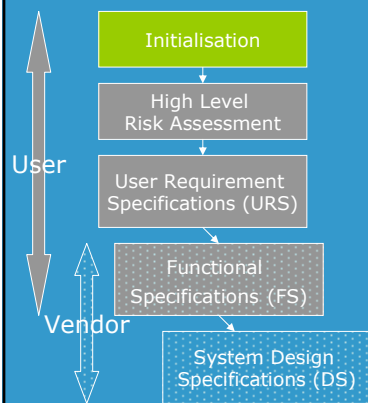 Initialisation
High Level
Risk Assessment
User
User Requirement
Specifications (URS)
Functional
Specifications (FS)
Vendor
System Design
Specifications (DS)